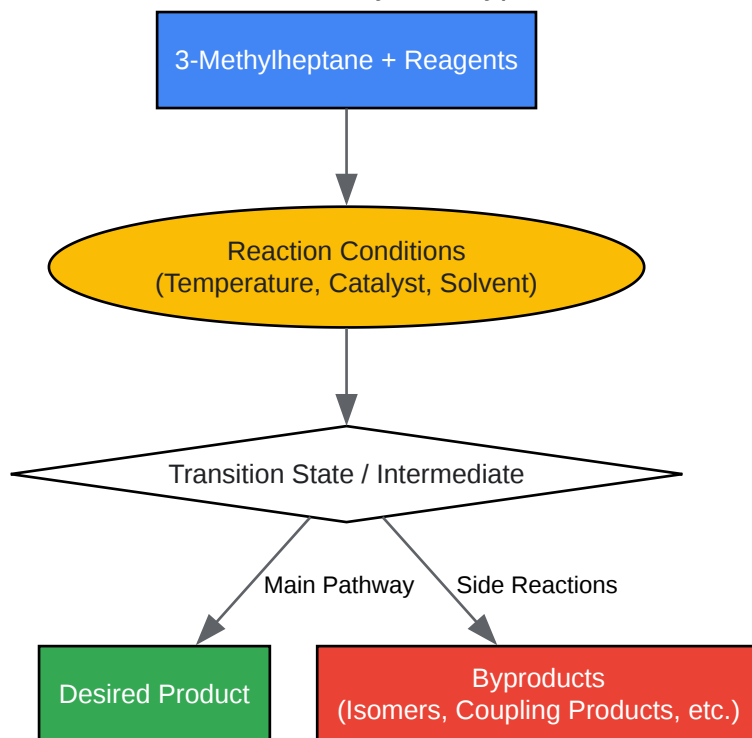 3-Methylheptane + Reagents
Reaction Conditions
(Temperature, Catalyst, Solvent)
Transition State / Intermediate
Main Pathway
Side Reactions
Desired Product
Byproducts
(Isomers, Coupling Products, etc.)